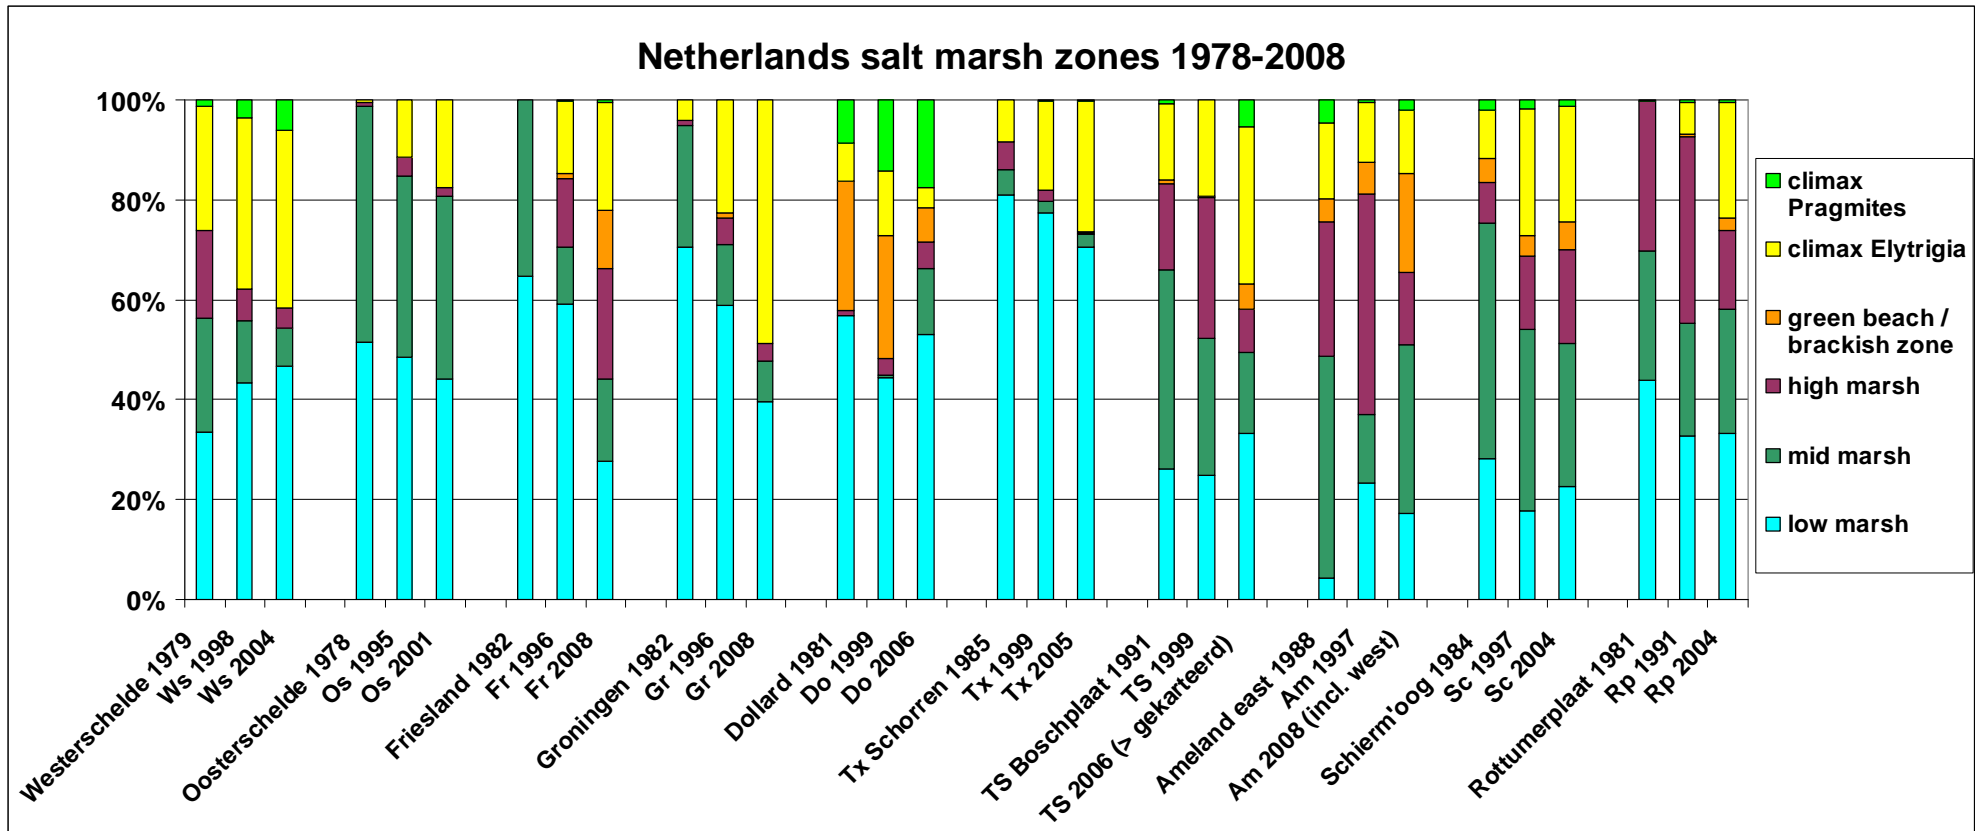 Netherlands salt marsh zones 1978-2008
100%
80%
60%
40%
20%
0%
Westerschelde 1979
Ws 1998
Ws 2004
Oosterschelde 1978
Os 1995
Os 2001
Friesland 1982
Fr 1996
Fr 2008
Groningen 1982
Gr 1996
Gr 2008
Dollard 1981
Do 1999
Do 2006
Tx Schorren 1985
Tx 1999
Tx 2005
TS Boschplaat 1991
TS 1999
TS 2006 (> gekarteerd)
Ameland east 1988
Am 1997
Am 2008 (incl. west)
Schierm'oog 1984
Sc 1997
Sc 2004
Rottumerplaat 1981
Rp 1991
Rp 2004
climax
Pragmites
climax Elytrigia
green beach /
brackish zone
high marsh
mid marsh
low marsh